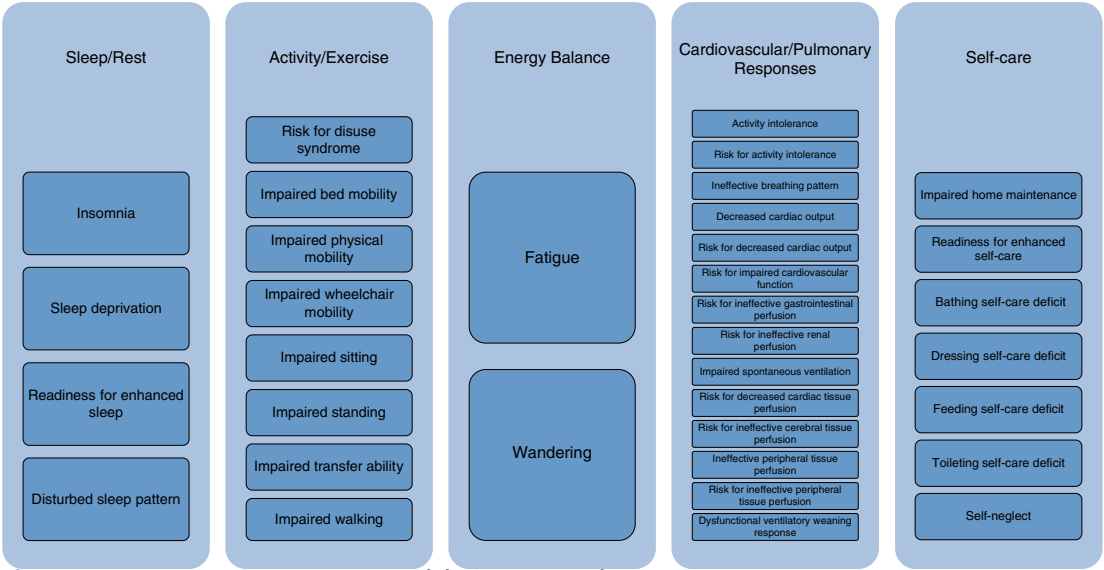 Sleep/Rest
Insomnia
Sleep deprivation
Readiness for enhanced
sleep
Disturbed sleep pattern
Activity/Exercise
Risk for disuse
syndrome
Impaired bed mobility
Impaired physical
mobility
Impaired wheelchair
mobility
Impaired sitting
Impaired standing
Impaired transfer ability
Impaired walking
Energy Balance
Fatigue
Wandering
Cardiovascular/Pulmonary
Responses
Activity intolerance
Risk for activity intolerance
Ineffective breathing pattern
Decreased cardiac output
Risk for decreased cardiac output
Risk for impaired cardiovascular
function
Risk for ineffective gastrointestinal
perfusion
Risk for ineffective renal
perfusion
Impaired spontaneous ventilation
Risk for decreased cardiac tissue
perfusion
Risk for ineffective cerebral tissue
perfusion
Ineffective peripheral tissue
perfusion
Risk for ineffective peripheral
tissue perfusion
Dysfunctional ventilatory weaning
response
Self-care
Impaired home maintenance
Readiness for enhanced
self-care
Bathing self-care deficit
Dressing self-care deficit
Feeding self-care deficit
Toileting self-care deficit
Self-neglect